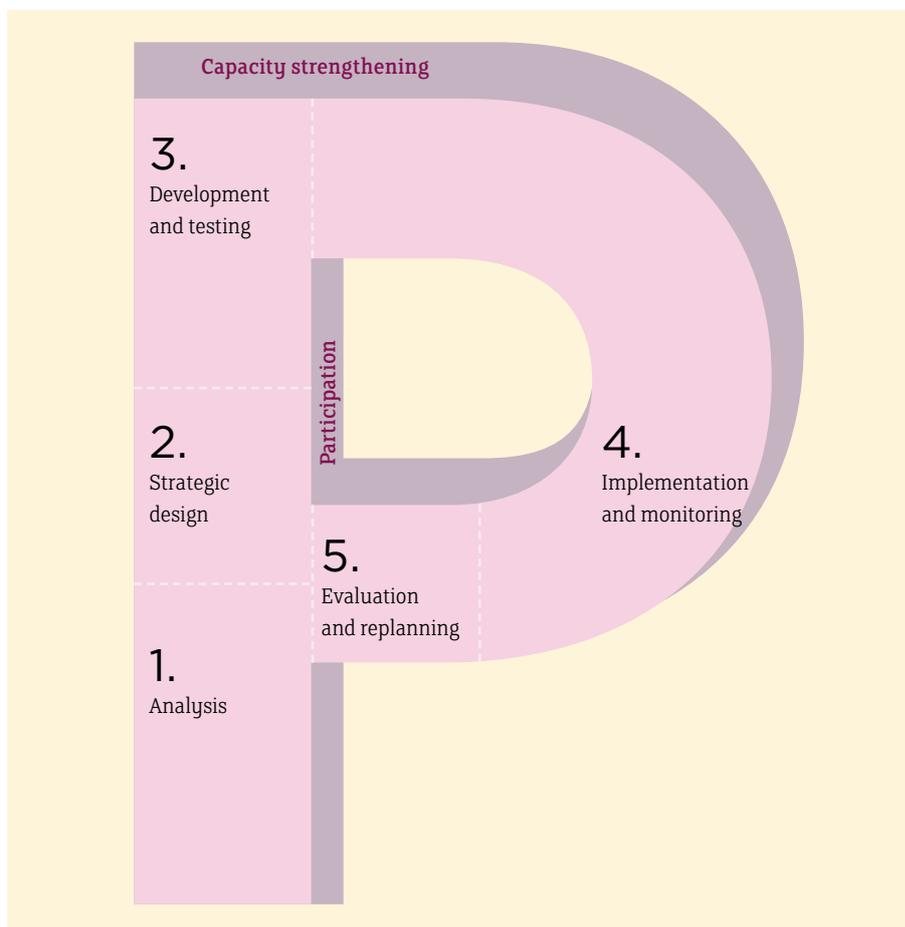 Capacity strengthening
3.
Development
and testing
Participation
2.
Strategic
design
4.
Implementation
and monitoring
5.
Evaluation
and replanning
1.
Analysis